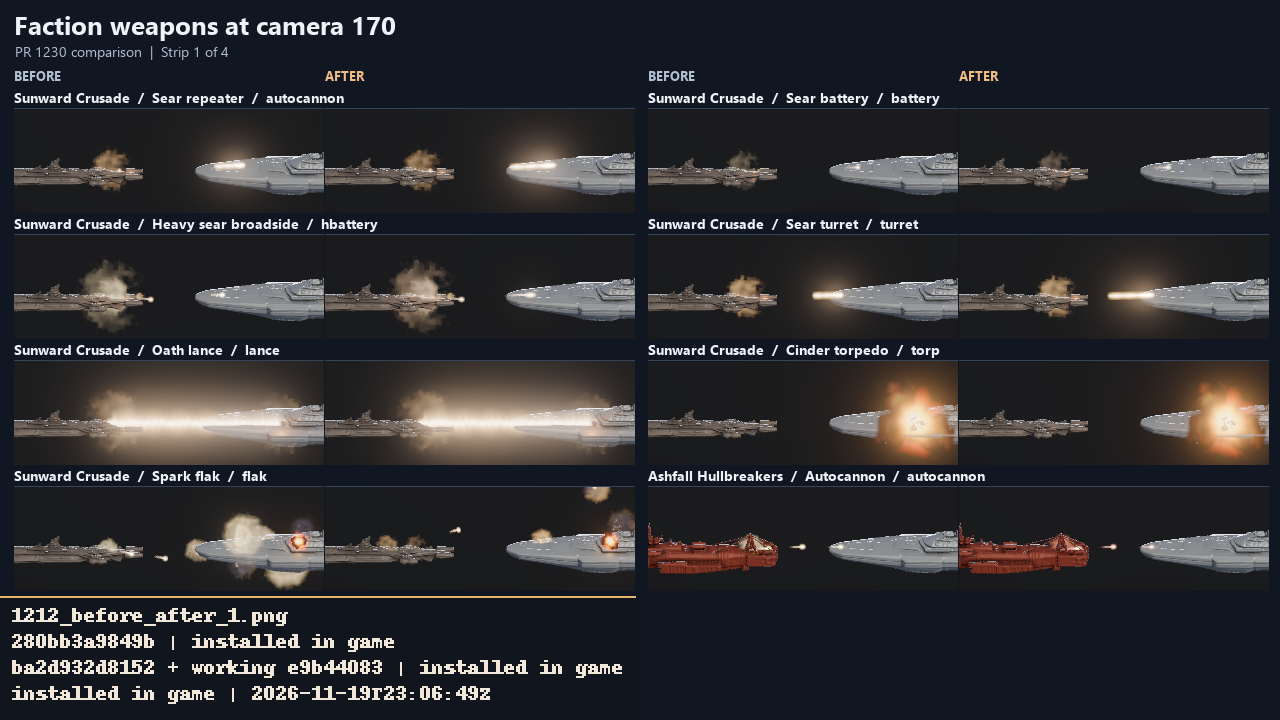 Faction weapons at camera 170
PR 1230 comparison | Strip 1 of 4
BEFORE AFTER BEFORE AFTER
Sunward Crusade / Sear repeater / autocannon
Sunward Crusade / Sear battery / battery
Sunward Crusade / Heavy sear broadside / hbattery
Sunward Crusade / Sear turret / turret
Sunward Crusade / Oath lance / lance
Sunward Crusade / Cinder torpedo / torp
Sunward Crusade / Spark flak / flak
Ashfall Hullbreakers / Autocannon / autocannon
1212_before_after_1.png
280bb3a9849b | installed in game
ba2d932d8152 + working e9b44083 | installed in game
installed in game | 2026-11-19T23:06:49Z